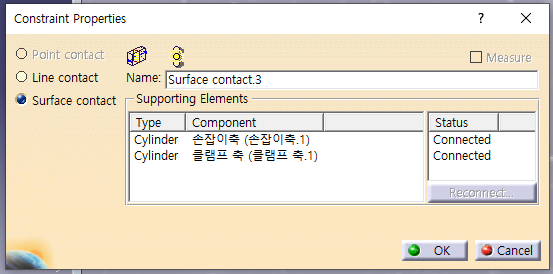 Constraint Properties
? ×
Point contact
Line contact
Surface contact
Measure
Name: Surface contact.3
Supporting Elements
Type Component Status
Cylinder 손잡이축 (손잡이축.1) Connected
Cylinder 클램프 축 (클램프 축.1) Connected
Reconnect...
OK Cancel